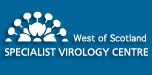 West of Scotland
SPECIALIST VIROLOGY CENTRE